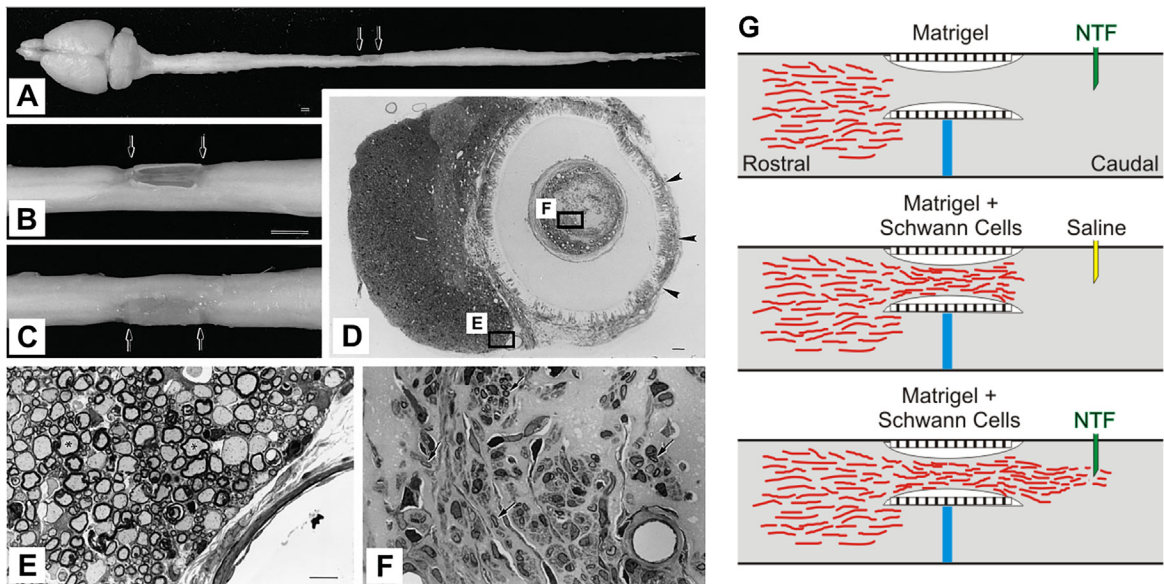 A
B
C
D
E
F
E
F
G
Matrigel
NTF
Rostral
Caudal
Matrigel +
Schwann Cells
Saline
Matrigel +
Schwann Cells
NTF